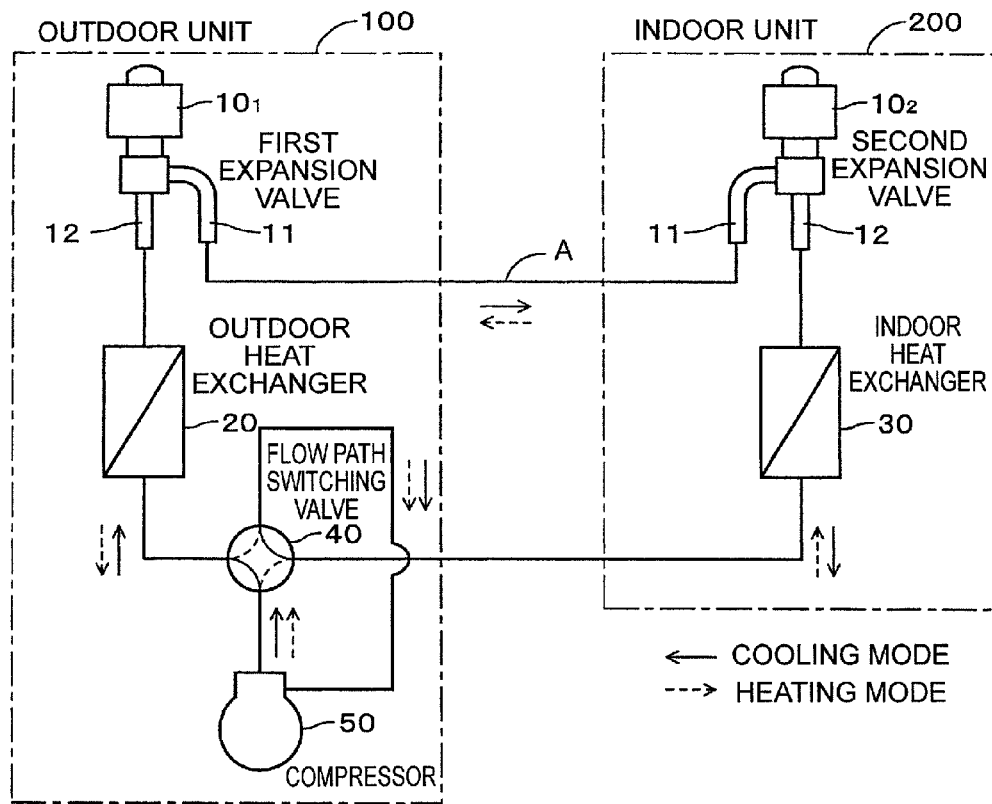 OUTDOOR UNIT
100
INDOOR UNIT
200
10₁
FIRST
EXPANSION
VALVE
12
11
10₂
SECOND
EXPANSION
VALVE
11
12
A
OUTDOOR
HEAT
EXCHANGER
20
INDOOR
HEAT
EXCHANGER
30
FLOW PATH
SWITCHING
VALVE
40
50
COMPRESSOR
COOLING MODE
HEATING MODE